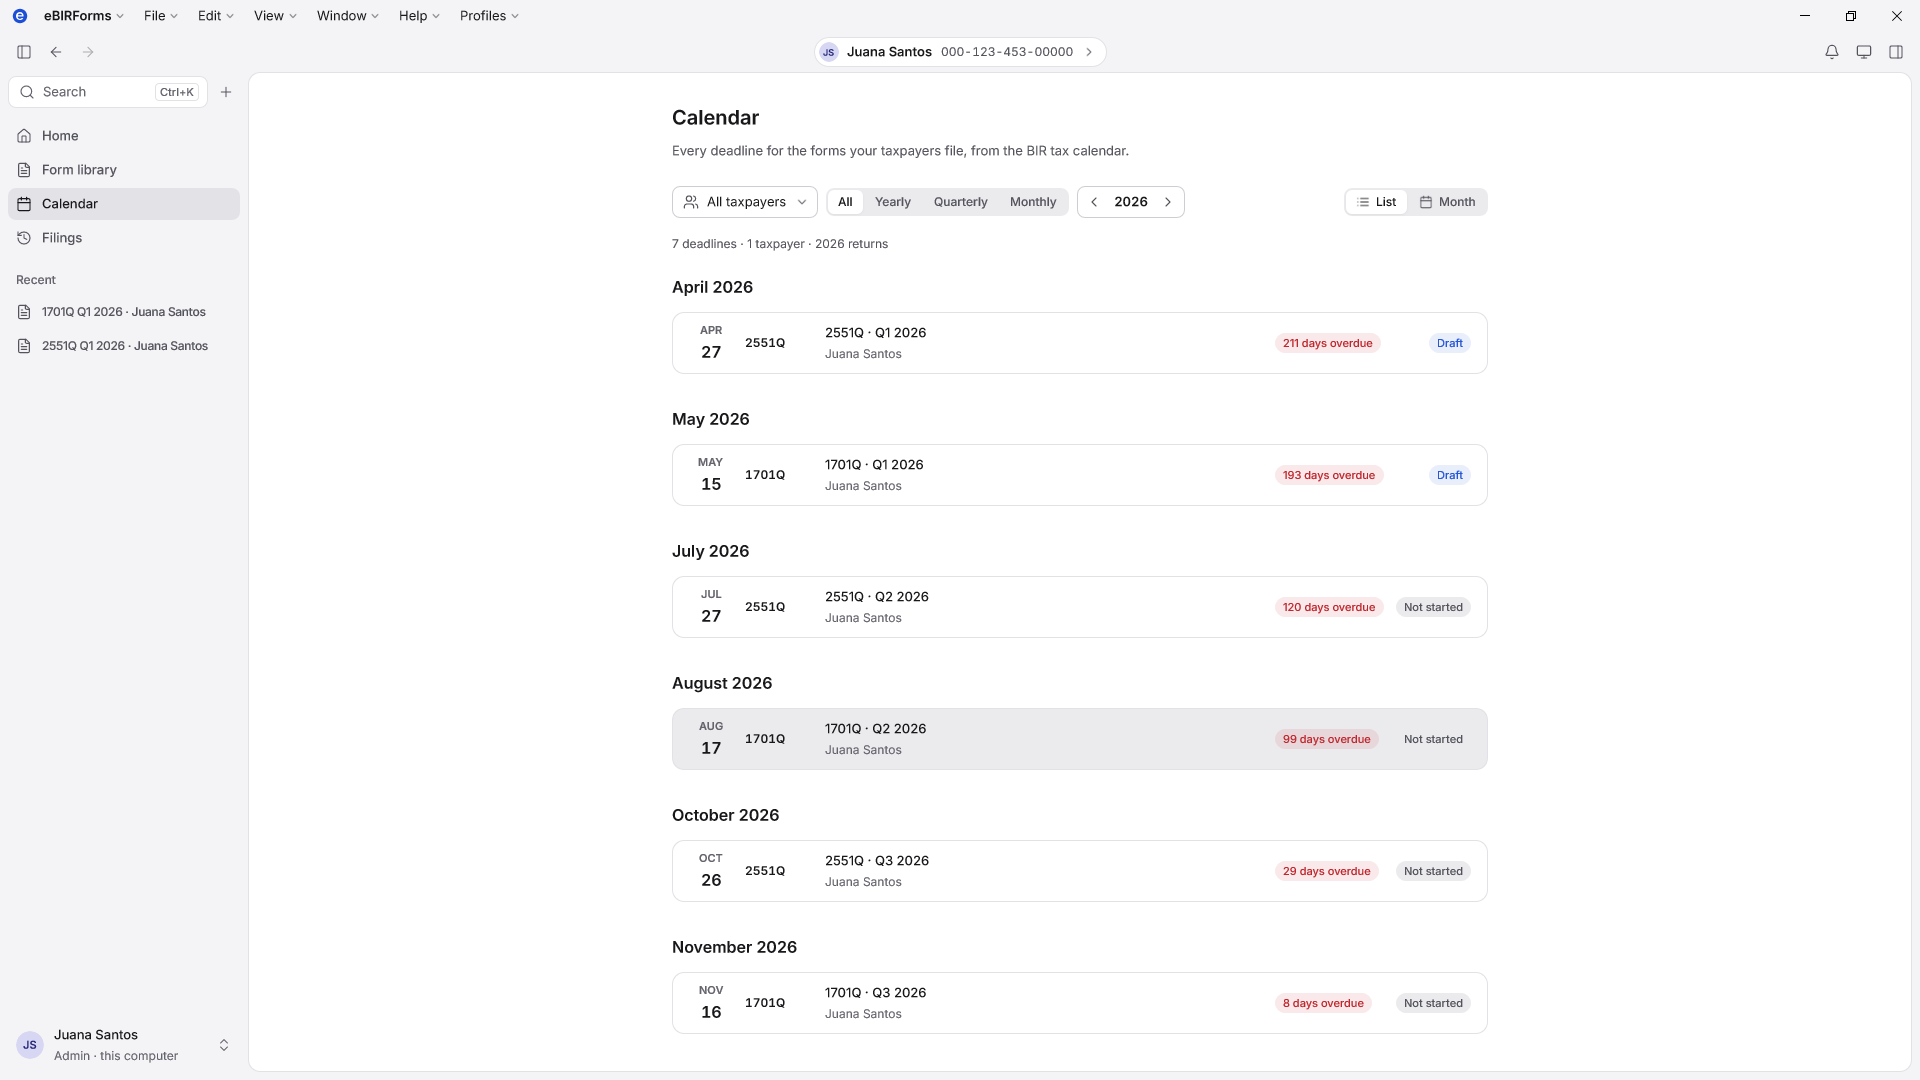 eBIRForms File Edit View Window Help Profiles
JS Juana Santos 000-123-453-00000
Search Ctrl+K
Home
Form library
Calendar
Filings
Recent
1701Q Q1 2026 · Juana Santos
2551Q Q1 2026 · Juana Santos
JS Juana Santos
Admin · this computer
Calendar
Every deadline for the forms your taxpayers file, from the BIR tax calendar.
All taxpayers All Yearly Quarterly Monthly 2026 List Month
7 deadlines · 1 taxpayer · 2026 returns
April 2026
APR 27 2551Q 2551Q · Q1 2026 211 days overdue Draft
Juana Santos
May 2026
MAY 15 1701Q 1701Q · Q1 2026 193 days overdue Draft
Juana Santos
July 2026
JUL 27 2551Q 2551Q · Q2 2026 120 days overdue Not started
Juana Santos
August 2026
AUG 17 1701Q 1701Q · Q2 2026 99 days overdue Not started
Juana Santos
October 2026
OCT 26 2551Q 2551Q · Q3 2026 29 days overdue Not started
Juana Santos
November 2026
NOV 16 1701Q 1701Q · Q3 2026 8 days overdue Not started
Juana Santos